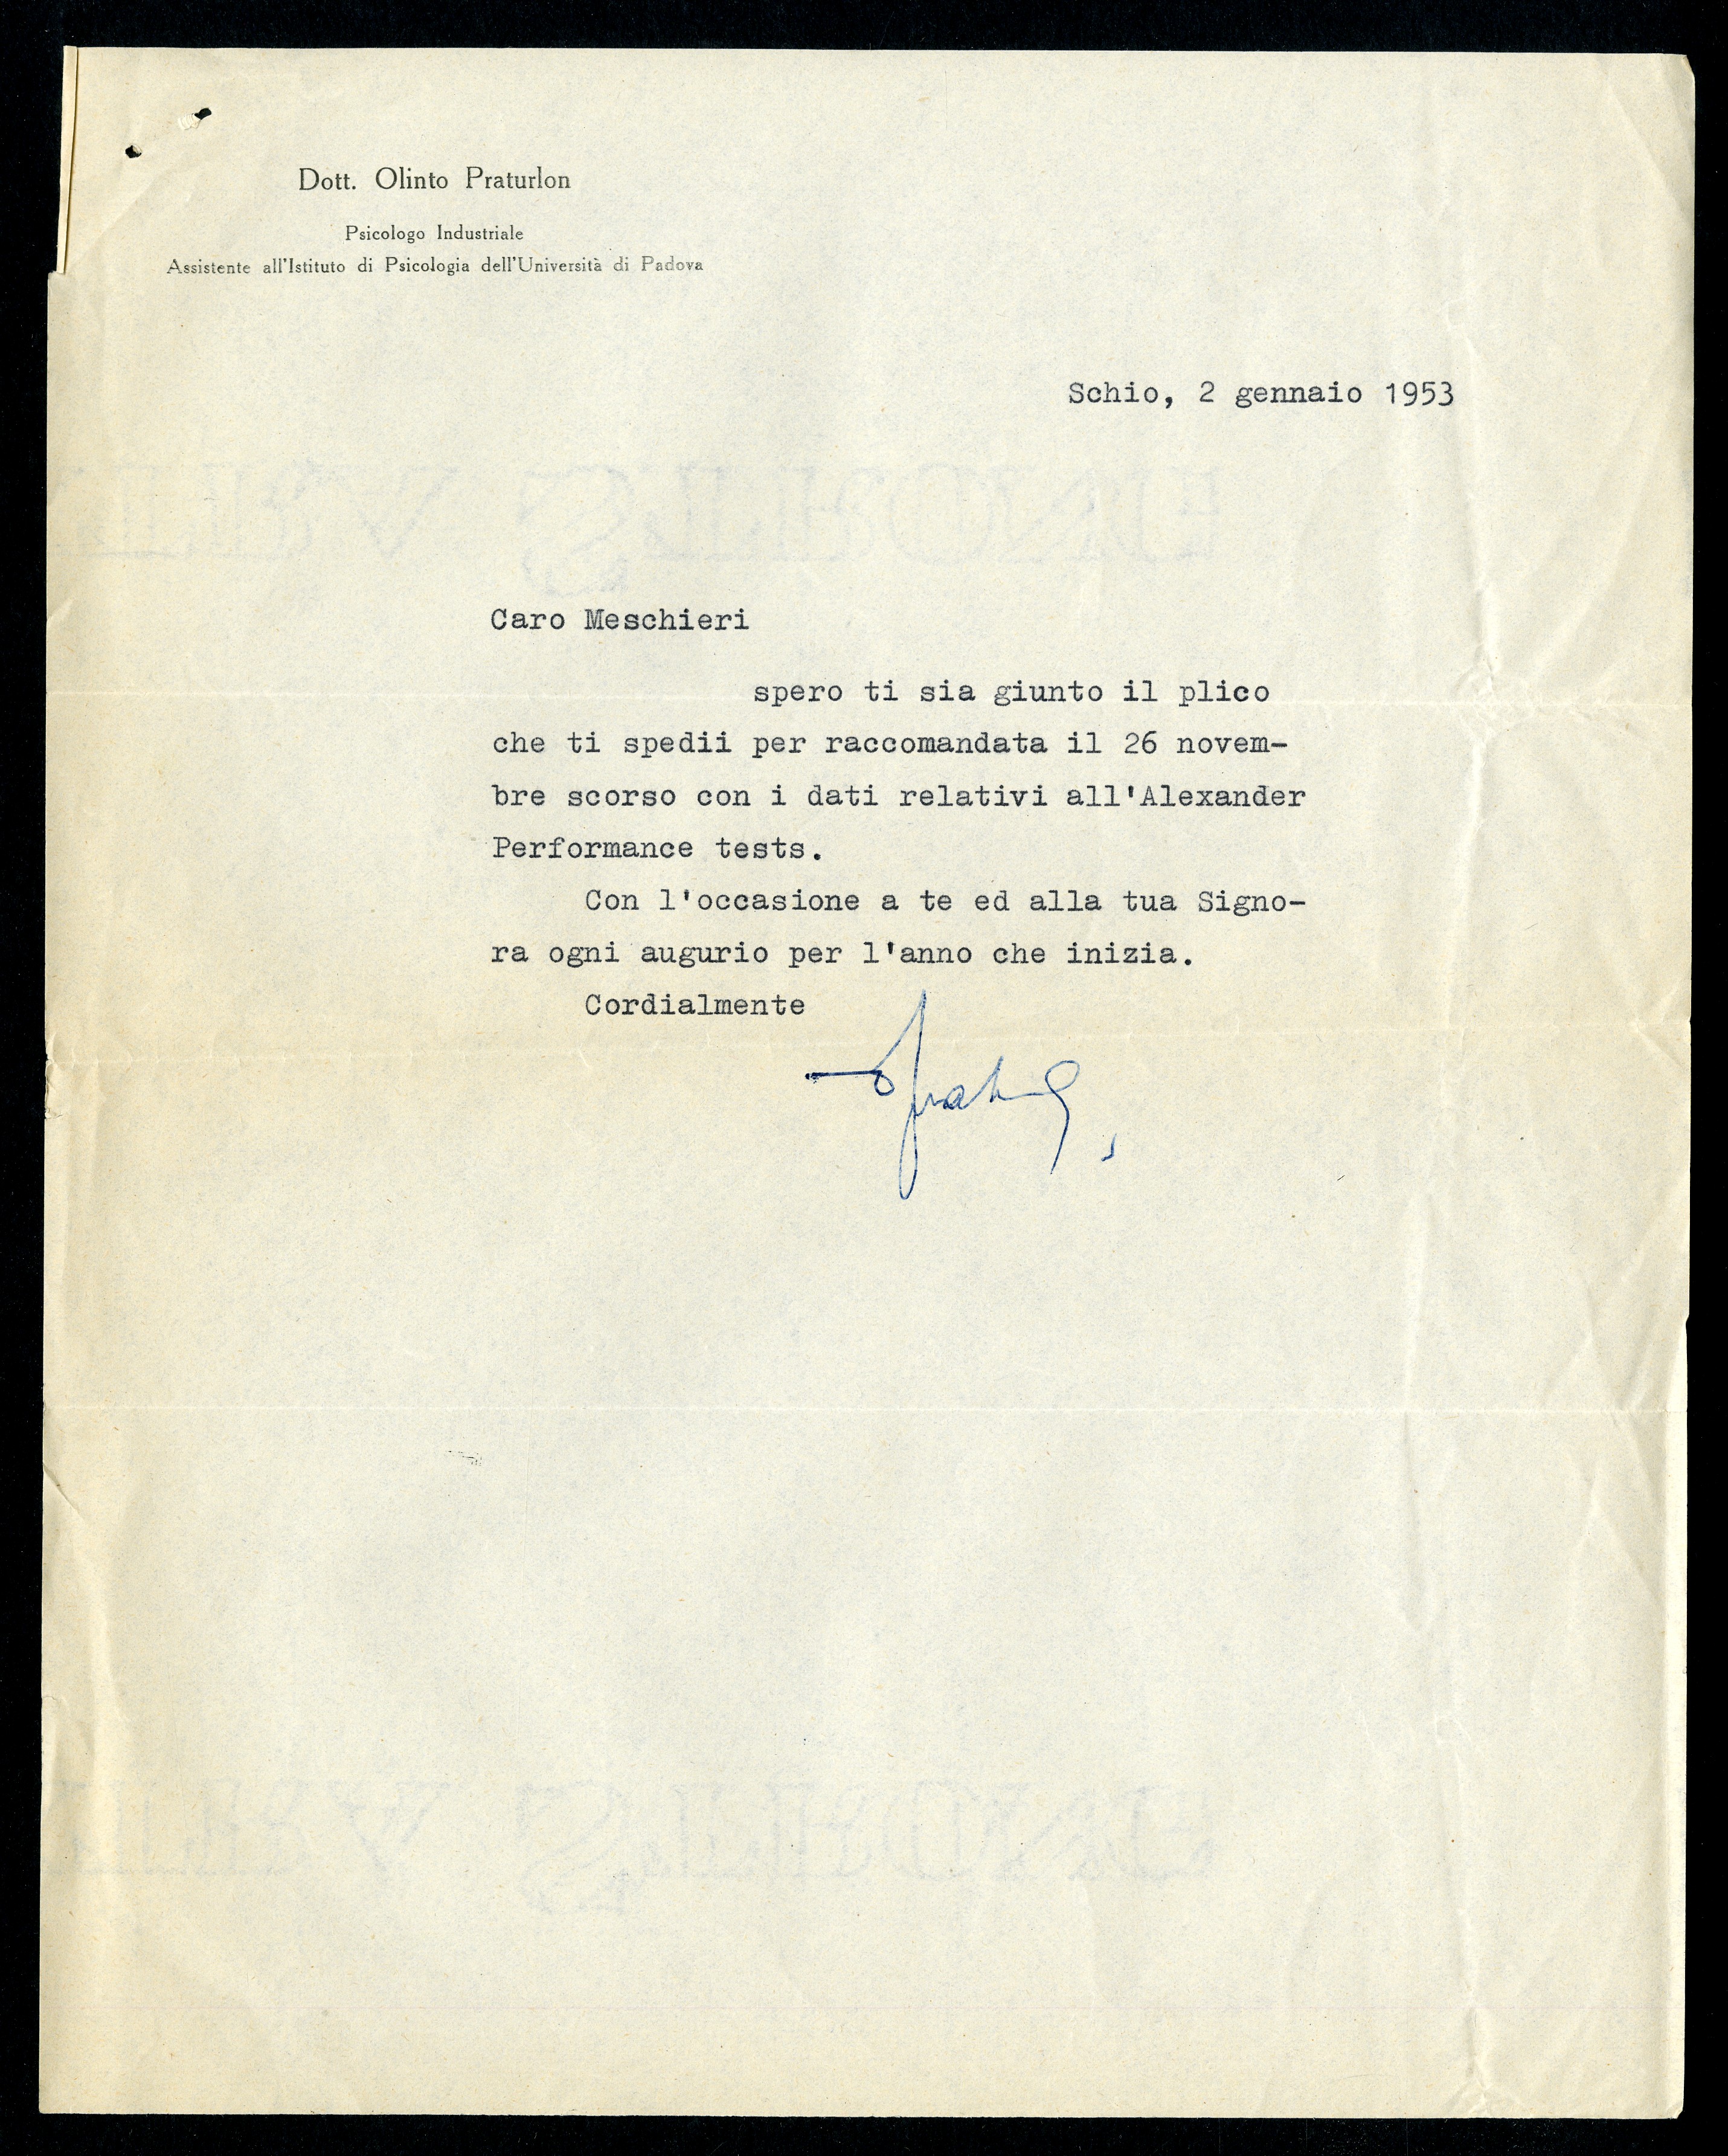 Dott. Olinto Praturlon
Psicologo Industriale
Assistente all'Istituto di Psicologia dell'Università di Padova
Schio, 2 gennaio 1953
Caro Meschieri
spero ti sia giunto il plico
che ti spedii per raccomandata il 26 novem-
bre scorso con i dati relativi all'Alexander
Performance tests.
Con l'occasione a te ed alla tua Signo-
ra ogni augurio per l'anno che inizia.
Cordialmente